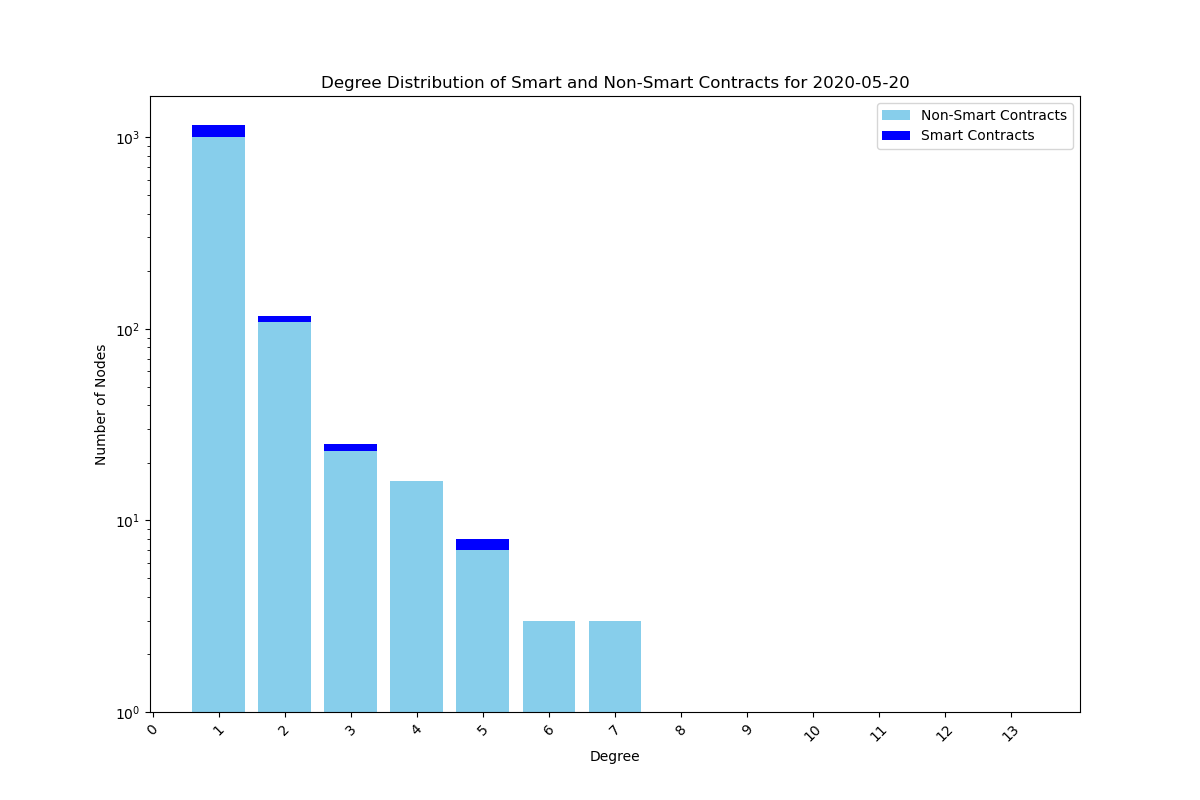 Degree Distribution of Smart and Non-Smart Contracts for 2020-05-20
Non-Smart Contracts
Smart Contracts
Number of Nodes
10³
10²
10¹
10⁰
0 1 2 3 4 5 6 7 8 9 10 11 12 13
Degree